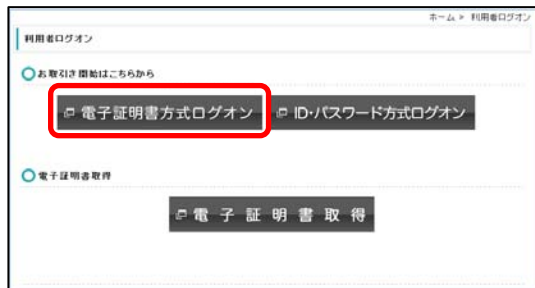 ホーム > 利用者ログオン
利用者ログオン
お取引き開始はこちらから
電子証明書方式ログオン
ID・パスワード方式ログオン
電子証明書取得
電子証明書取得